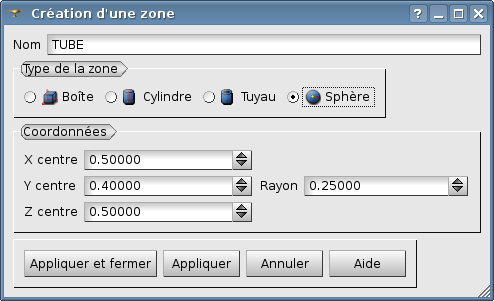 Création d'une zone
Nom TUBE
Type de la zone
Boîte Cylindre Tuyau Sphère
Coordonnées
X centre 0.50000
Y centre 0.40000 Rayon 0.25000
Z centre 0.50000
Appliquer et fermer Appliquer Annuler Aide